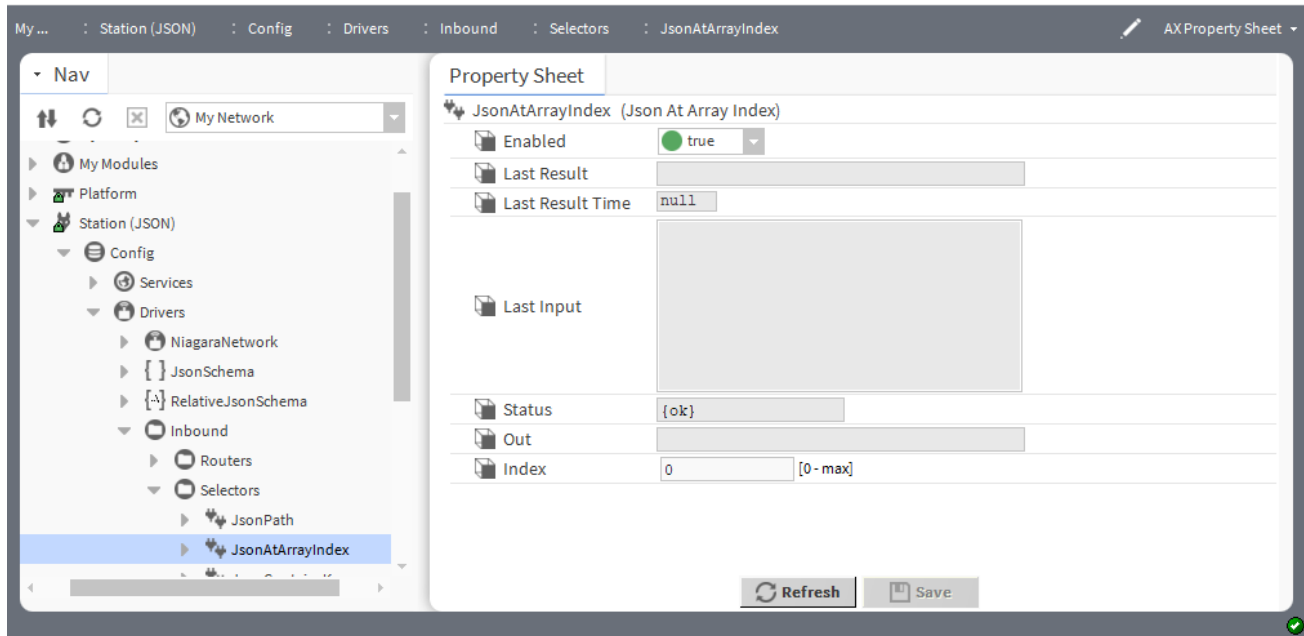 My ... : Station (JSON) : Config : Drivers : Inbound : Selectors : JsonAtArrayIndex AX Property Sheet
Nav
My Network
My Modules
Platform
Station (JSON)
Config
Services
Drivers
NiagaraNetwork
{ } JsonSchema
RelativeJsonSchema
Inbound
Routers
Selectors
JsonPath
JsonAtArrayIndex
Property Sheet
JsonAtArrayIndex (Json At Array Index)
Enabled true
Last Result
Last Result Time null
Last Input
Status {ok}
Out
Index 0 [0 - max]
Refresh Save